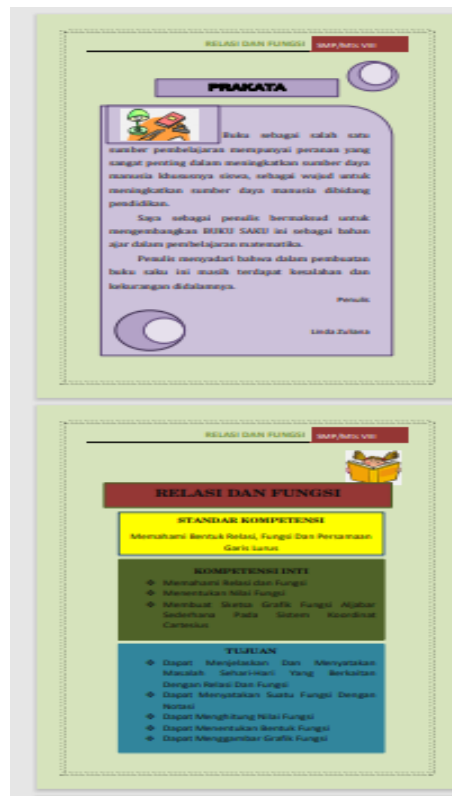 RELASI DAN FUNGSI SMP/MTs VIII
PRAKATA
Buku sebagai salah satu
sumber pembelajaran mempunyai peranan yang
sangat penting dalam meningkatkan sumber daya
manusia khususnya siswa, sebagai wujud untuk
meningkatkan sumber daya manusia dibidang
pendidikan.
Saya sebagai penulis bermaksud untuk
mengembangkan BUKU SAKU ini sebagai bahan
ajar dalam pembelajaran matematika.
Penulis menyadari bahwa dalam pembuatan
buku saku ini masih terdapat kesalahan dan
kekurangan didalamnya.
Penulis
Linda Zuliana
RELASI DAN FUNGSI SMP/MTs VIII
RELASI DAN FUNGSI
STANDAR KOMPETENSI
Memahami Bentuk Relasi, Fungsi Dan Persamaan
Garis Lurus
KOMPETENSI INTI
❖ Memahami Relasi dan Fungsi
❖ Menentukan Nilai Fungsi
❖ Membuat Sketsa Grafik Fungsi Aljabar
Sederhana Pada Sistem Koordinat
Cartesius
TUJUAN
❖ Dapat Menjelaskan Dan Menyatakan
Masalah Sehari-Hari Yang Berkaitan
Dengan Relasi Dan Fungsi
❖ Dapat Menyatakan Suatu Fungsi Dengan
Notasi
❖ Dapat Menghitung Nilai Fungsi
❖ Dapat Menentukan Bentuk Fungsi
❖ Dapat Menggambar Grafik Fungsi